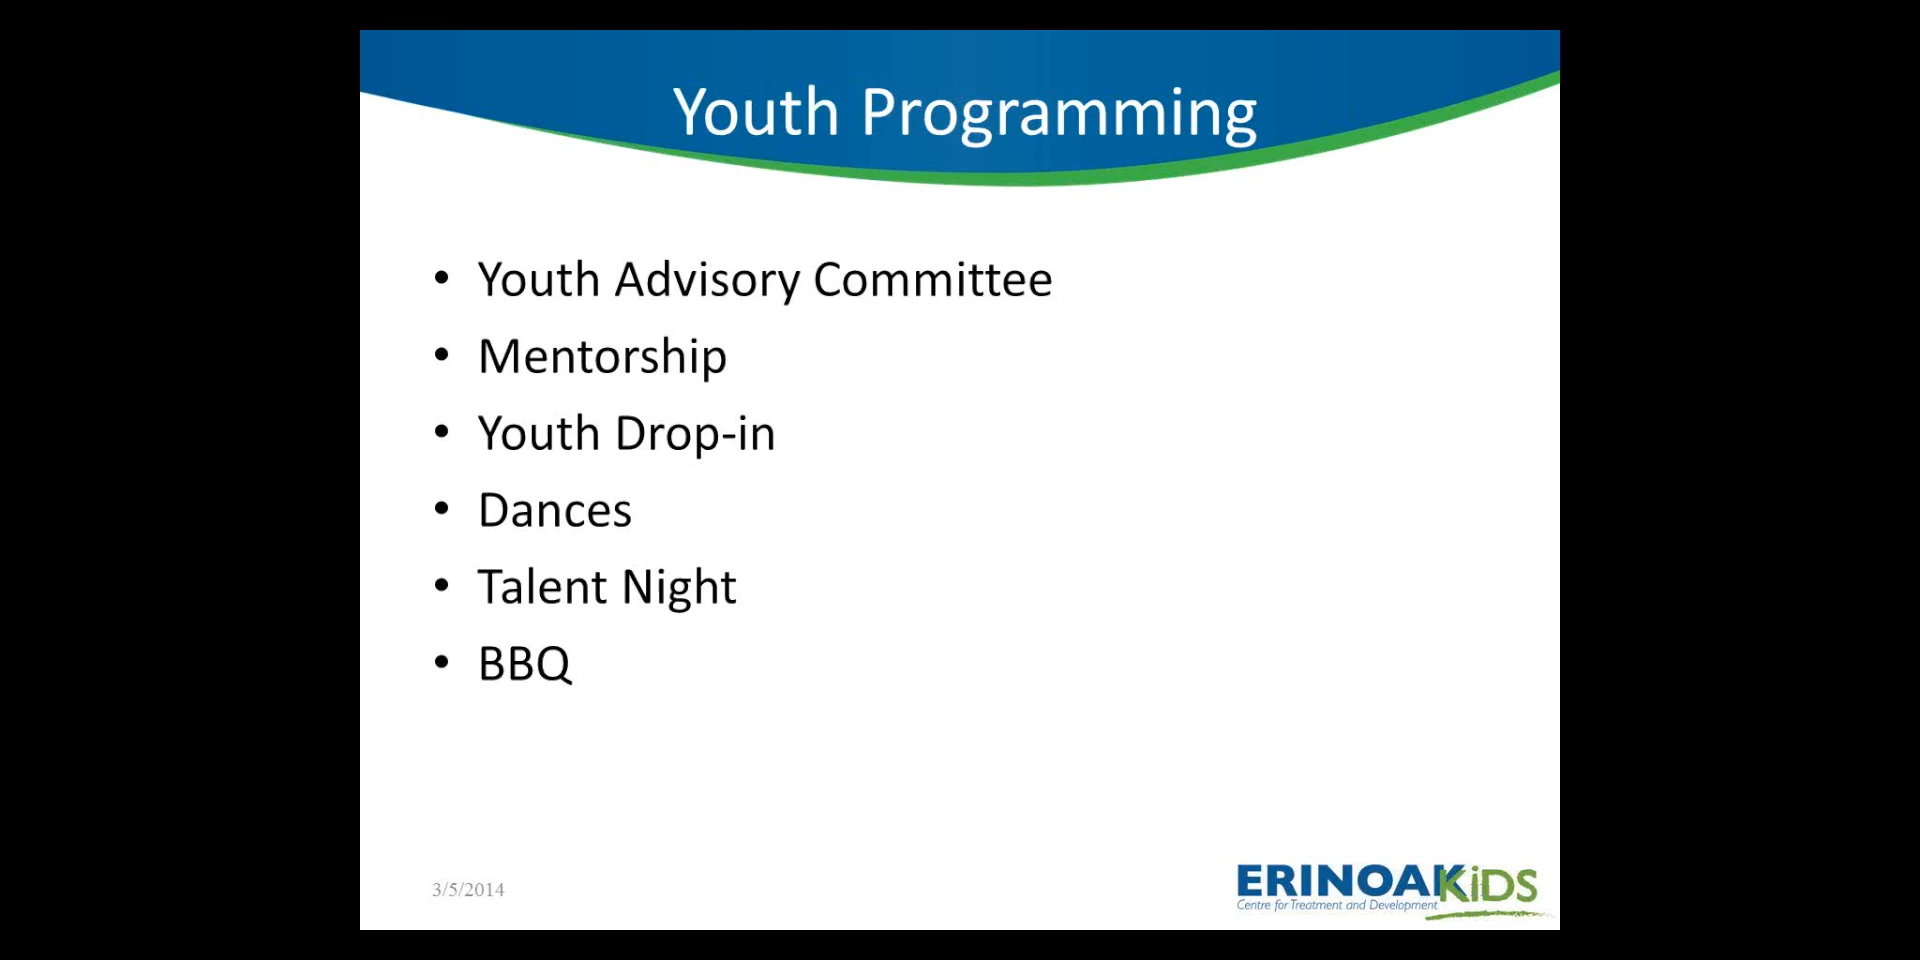 Youth Programming
• Youth Advisory Committee
• Mentorship
• Youth Drop-in
• Dances
• Talent Night
• BBQ
3/5/2014
ERINOAKKiDS
Centre for Treatment and Development